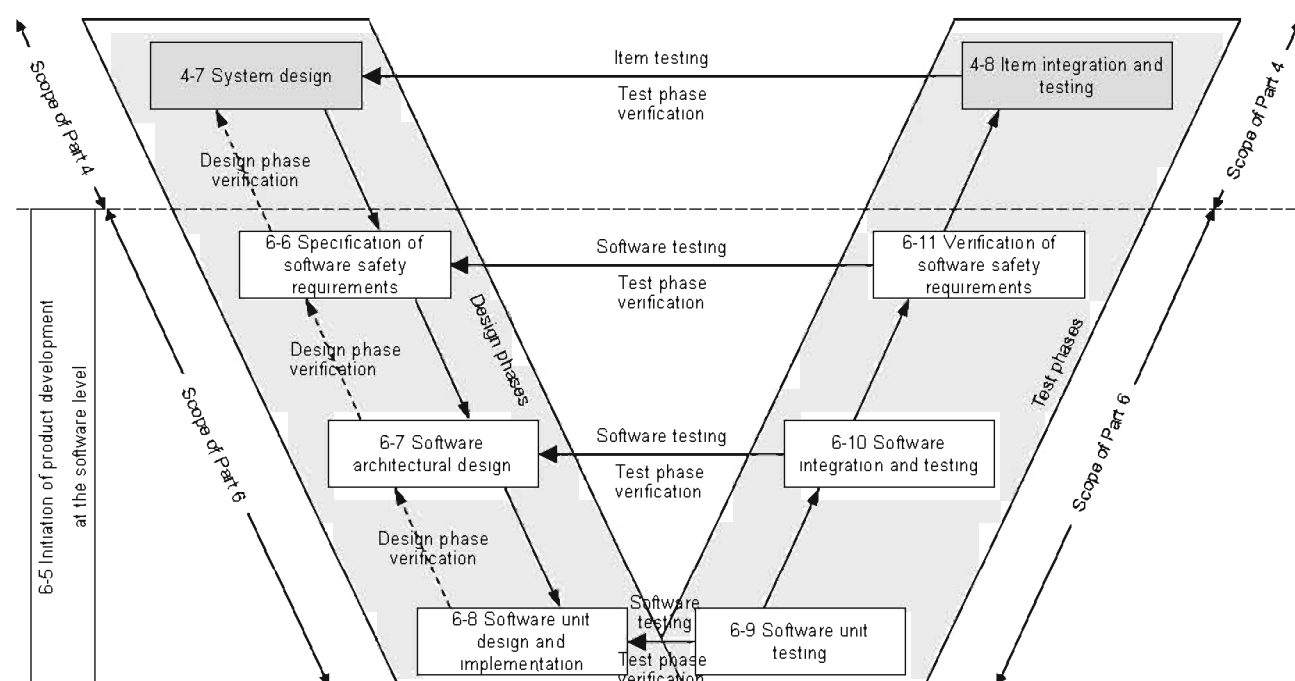 4-7 System design
Item testing
Test phase
verification
4-8 Item integration and
testing
Scope of Part 4
Scope of Part 4
Design phase
verification
6-6 Specification of
software safety
requirements
Software testing
Test phase
verification
6-11 Verification of
software safety
requirements
Design phases
Test phases
Design phase
verification
6-5 Initiation of product development
at the software level
Scope of Part 6
Scope of Part 6
6-7 Software
architectural design
Software testing
Test phase
verification
6-10 Software
integration and testing
Design phase
verification
6-8 Software unit
design and
implementation
Software
testing
Test phase
verification
6-9 Software unit
testing